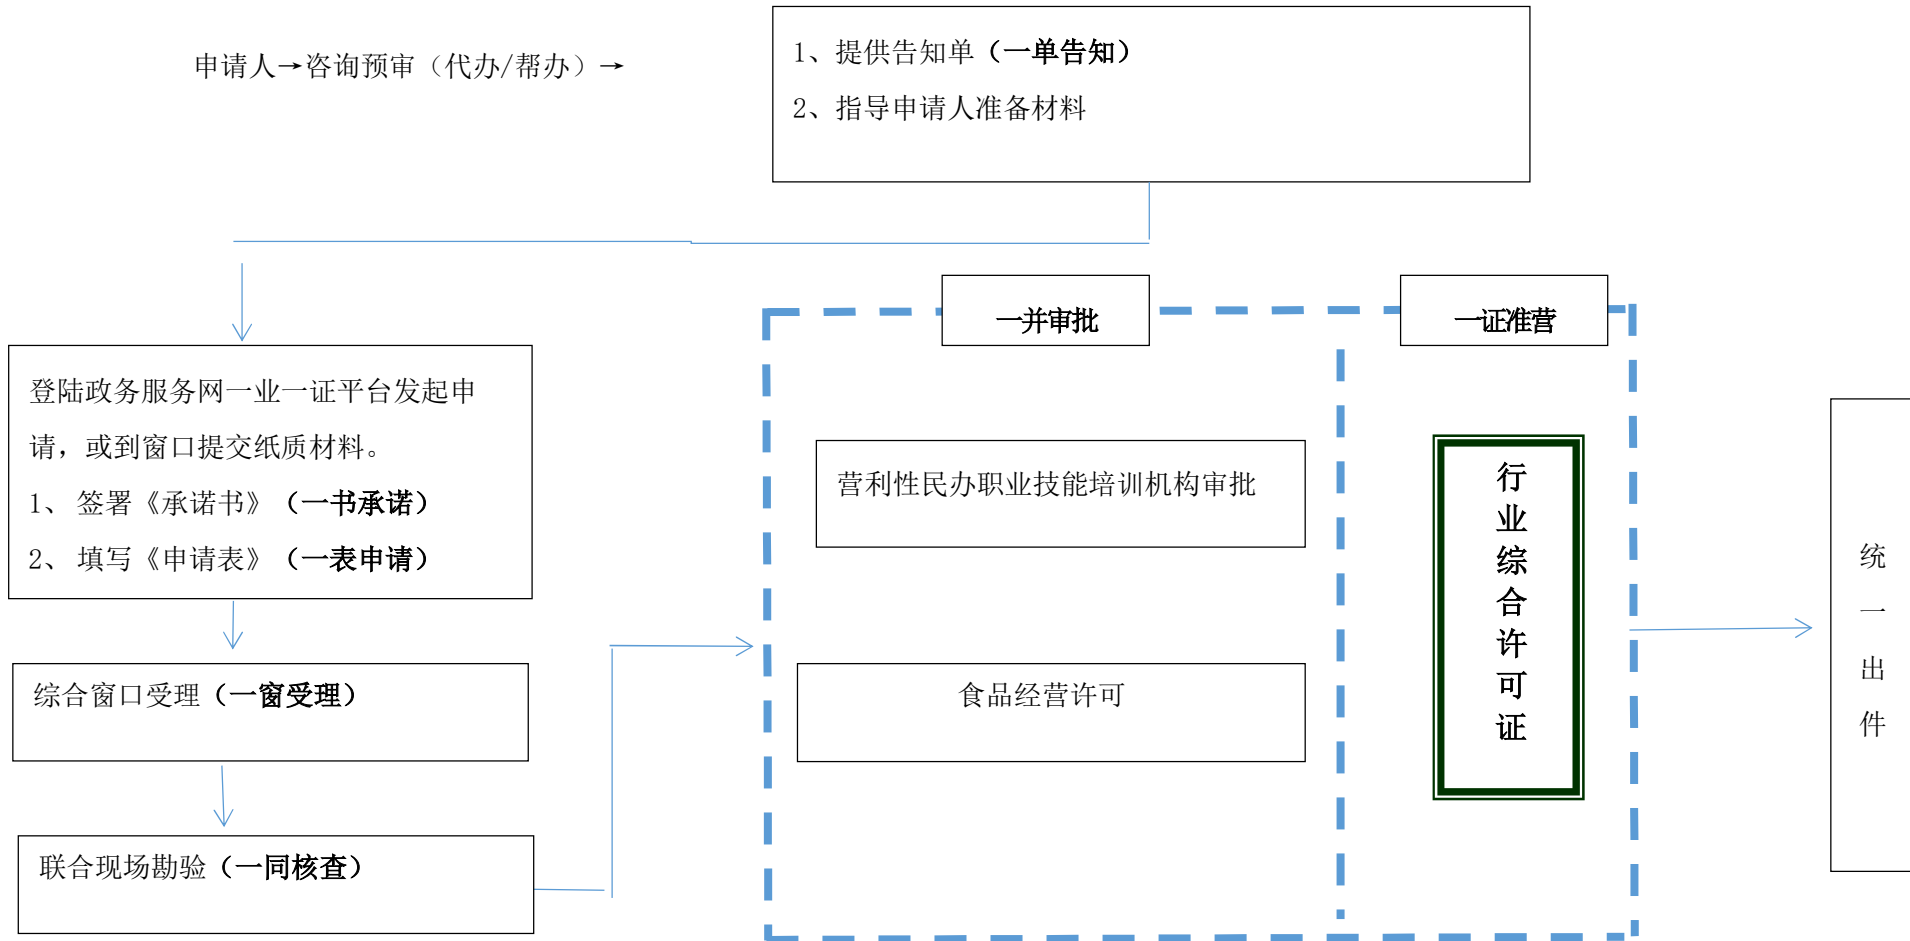 申请人→咨询预审（代办/帮办）→
1、提供告知单（一单告知）
2、指导申请人准备材料
登陆政务服务网一业一证平台发起申
请，或到窗口提交纸质材料。
1、 签署《承诺书》（一书承诺）
2、 填写《申请表》（一表申请）
综合窗口受理（一窗受理）
联合现场勘验（一同核查）
一并审批
营利性民办职业技能培训机构审批
食品经营许可
一证准营
行业综合许可证
统一出件